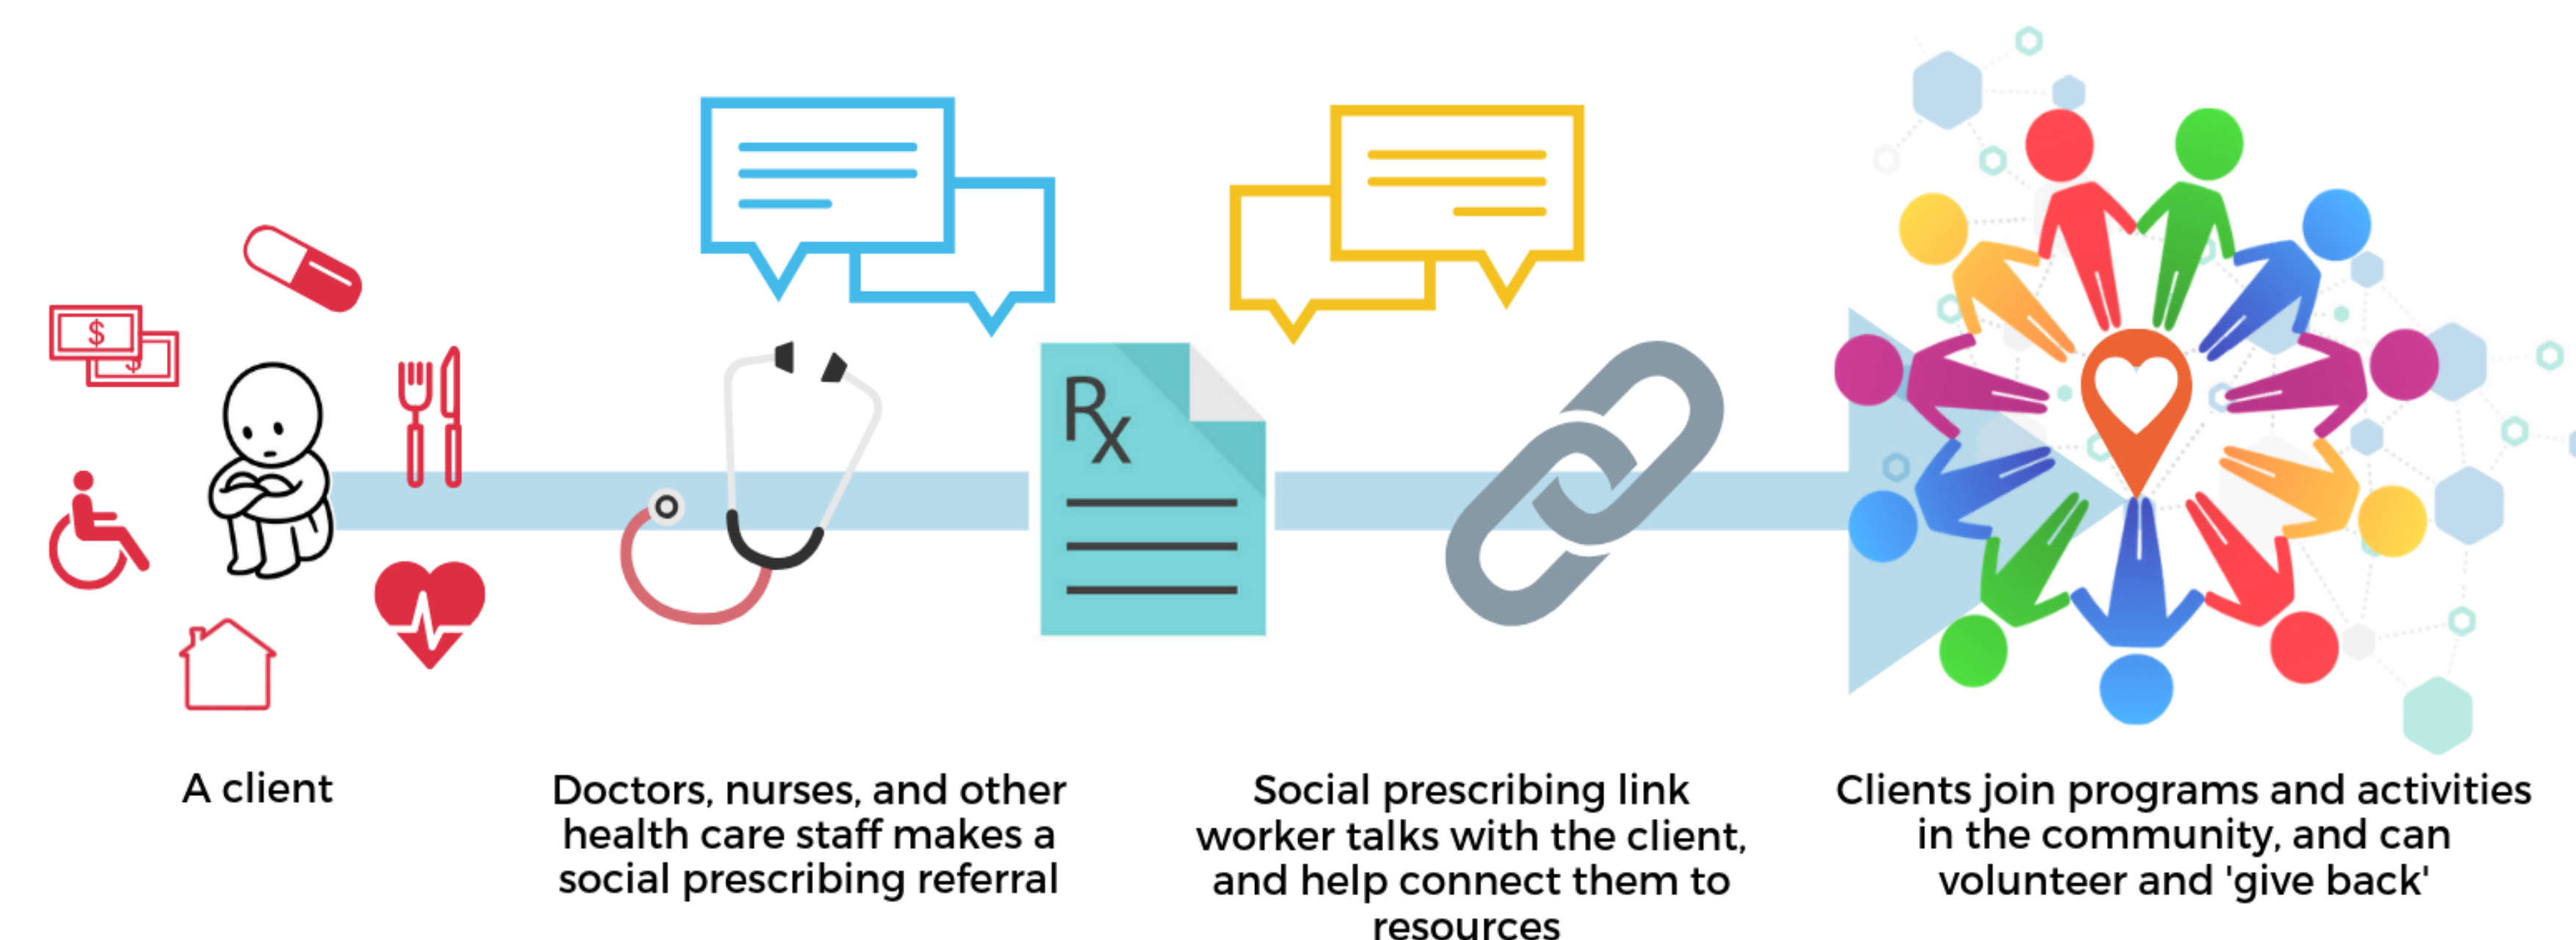 $
$
Rx
A client
Doctors, nurses, and other
health care staff makes a
social prescribing referral
Social prescribing link
worker talks with the client,
and help connect them to
resources
Clients join programs and activities
in the community, and can
volunteer and 'give back'